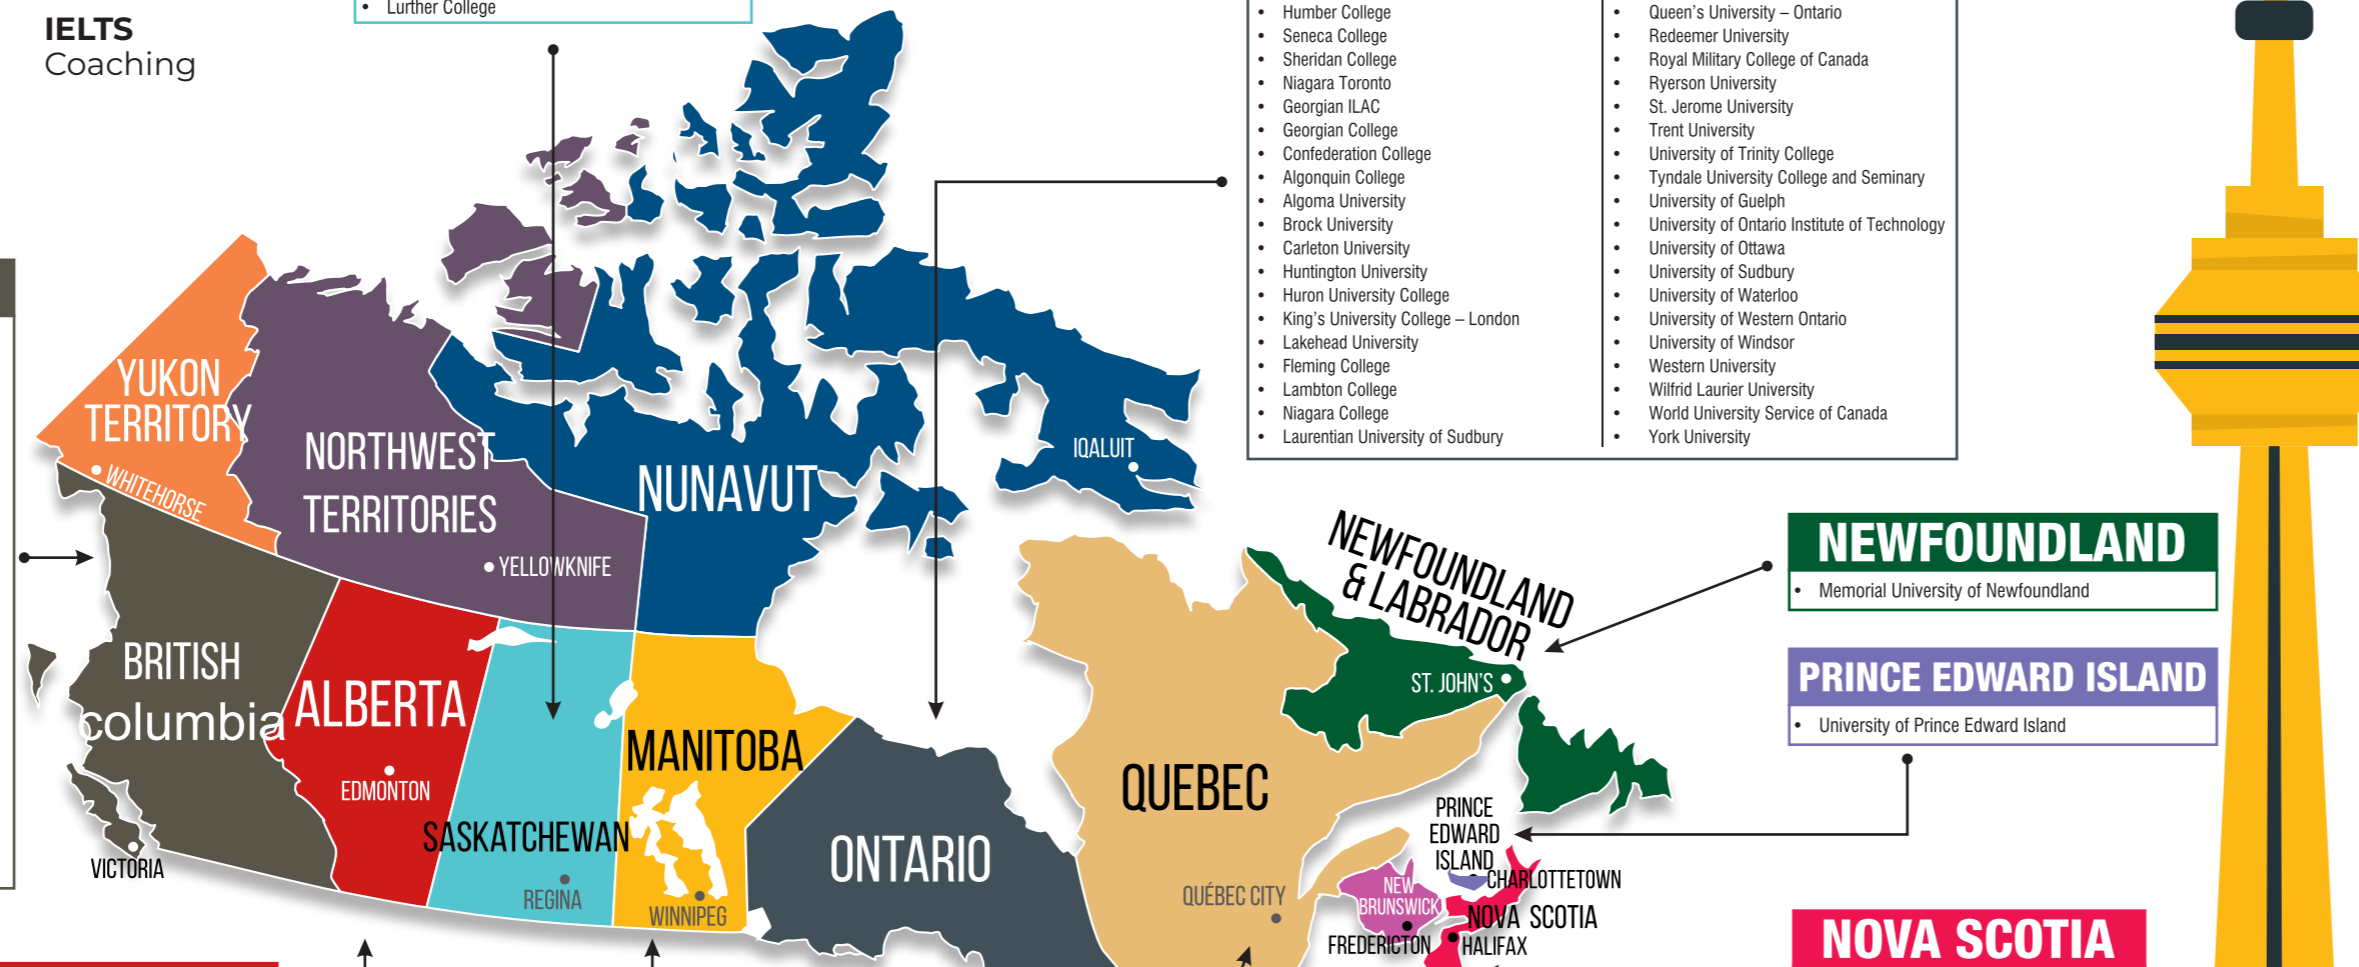 Lurther College
IELTS
Coaching
• Humber College
• Seneca College
• Sheridan College
• Niagara Toronto
• Georgian ILAC
• Georgian College
• Confederation College
• Algonquin College
• Algoma University
• Brock University
• Carleton University
• Huntington University
• Huron University College
• King's University College – London
• Lakehead University
• Fleming College
• Lambton College
• Niagara College
• Laurentian University of Sudbury
• Queen's University – Ontario
• Redeemer University
• Royal Military College of Canada
• Ryerson University
• St. Jerome University
• Trent University
• University of Trinity College
• Tyndale University College and Seminary
• University of Guelph
• University of Ontario Institute of Technology
• University of Ottawa
• University of Sudbury
• University of Waterloo
• University of Western Ontario
• University of Windsor
• Western University
• Wilfrid Laurier University
• World University Service of Canada
• York University
YUKON
TERRITORY
WHITEHORSE
NORTHWEST
TERRITORIES
YELLOWKNIFE
NUNAVUT
IQALUIT
BRITISH
columbia
VICTORIA
ALBERTA
EDMONTON
SASKATCHEWAN
REGINA
MANITOBA
WINNIPEG
ONTARIO
QUEBEC
QUÉBEC CITY
NEWFOUNDLAND
& LABRADOR
ST. JOHN'S
PRINCE
EDWARD
ISLAND
CHARLOTTETOWN
NEW
BRUNSWICK
FREDERICTON
NOVA SCOTIA
HALIFAX
NEWFOUNDLAND
• Memorial University of Newfoundland
PRINCE EDWARD ISLAND
• University of Prince Edward Island
NOVA SCOTIA